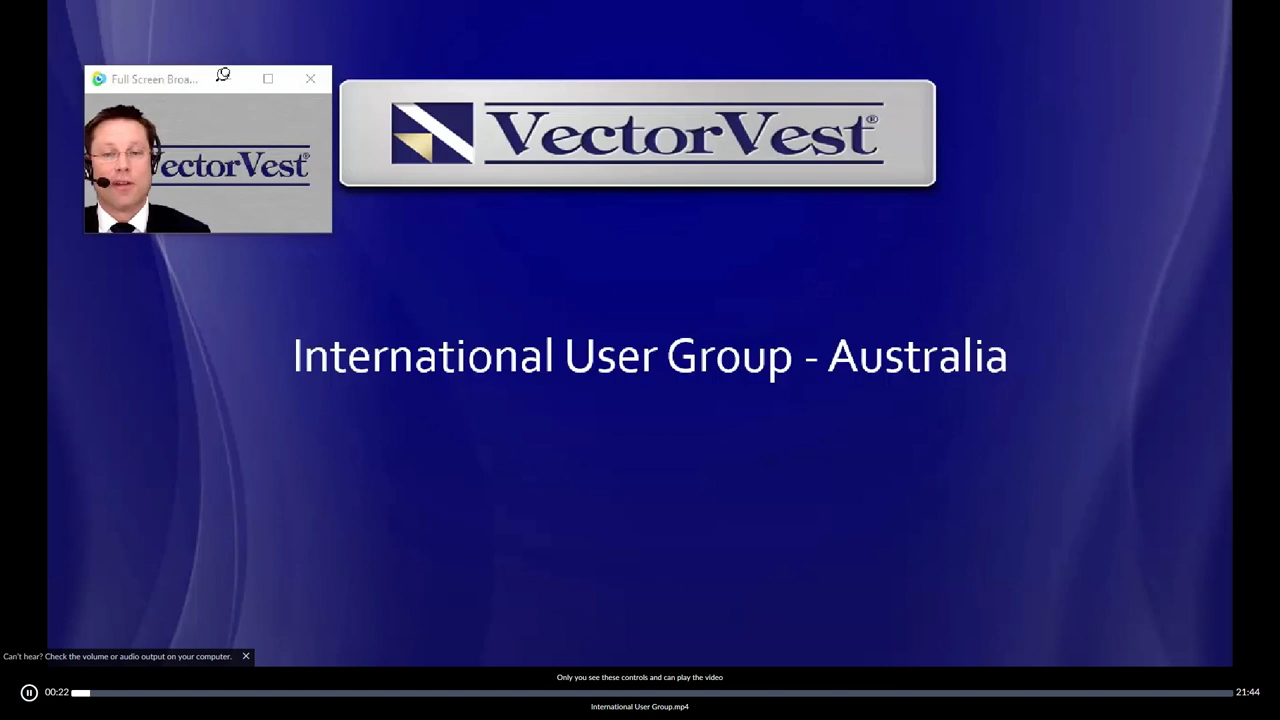 Full Screen Broa...
VectorVest®
VectorVest®
International User Group - Australia
Can't hear? Check the volume or audio output on your computer.
Only you see these controls and can play the video
00:22
21:44
International User Group.mp4